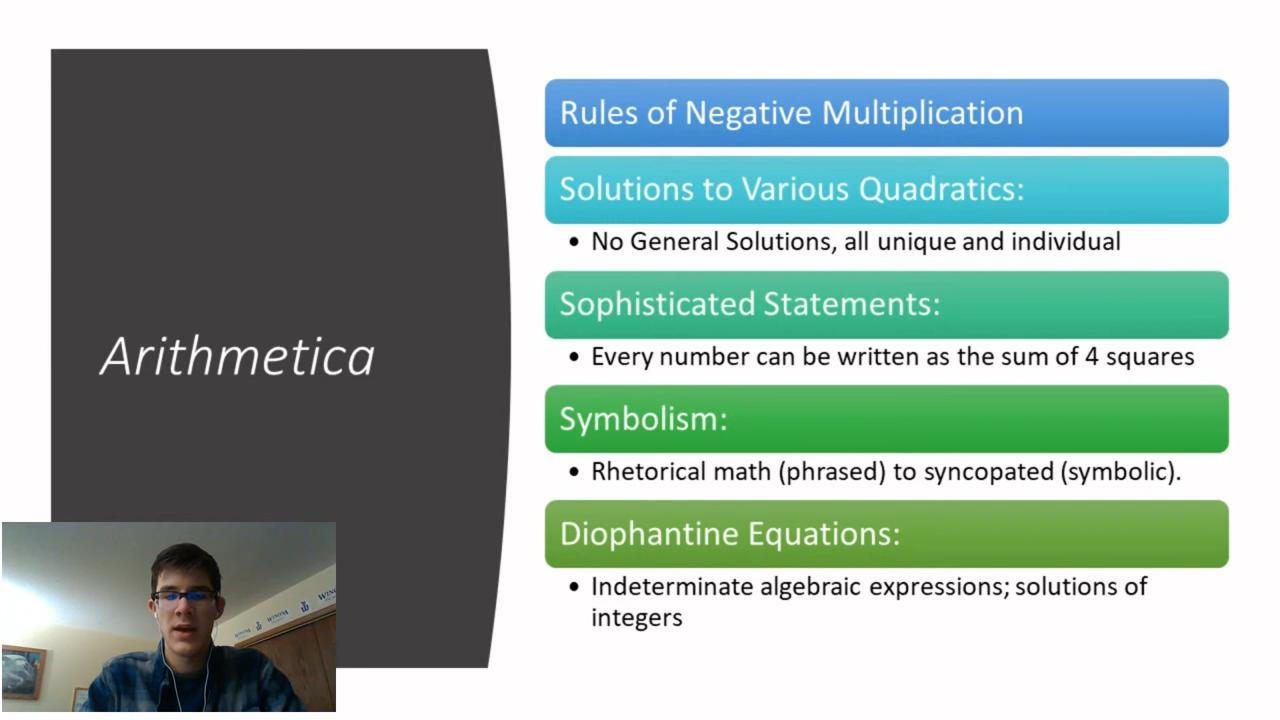 Arithmetica
Rules of Negative Multiplication
Solutions to Various Quadratics:
• No General Solutions, all unique and individual
Sophisticated Statements:
• Every number can be written as the sum of 4 squares
Symbolism:
• Rhetorical math (phrased) to syncopated (symbolic).
Diophantine Equations:
• Indeterminate algebraic expressions; solutions of
integers
WINONA
WINONA